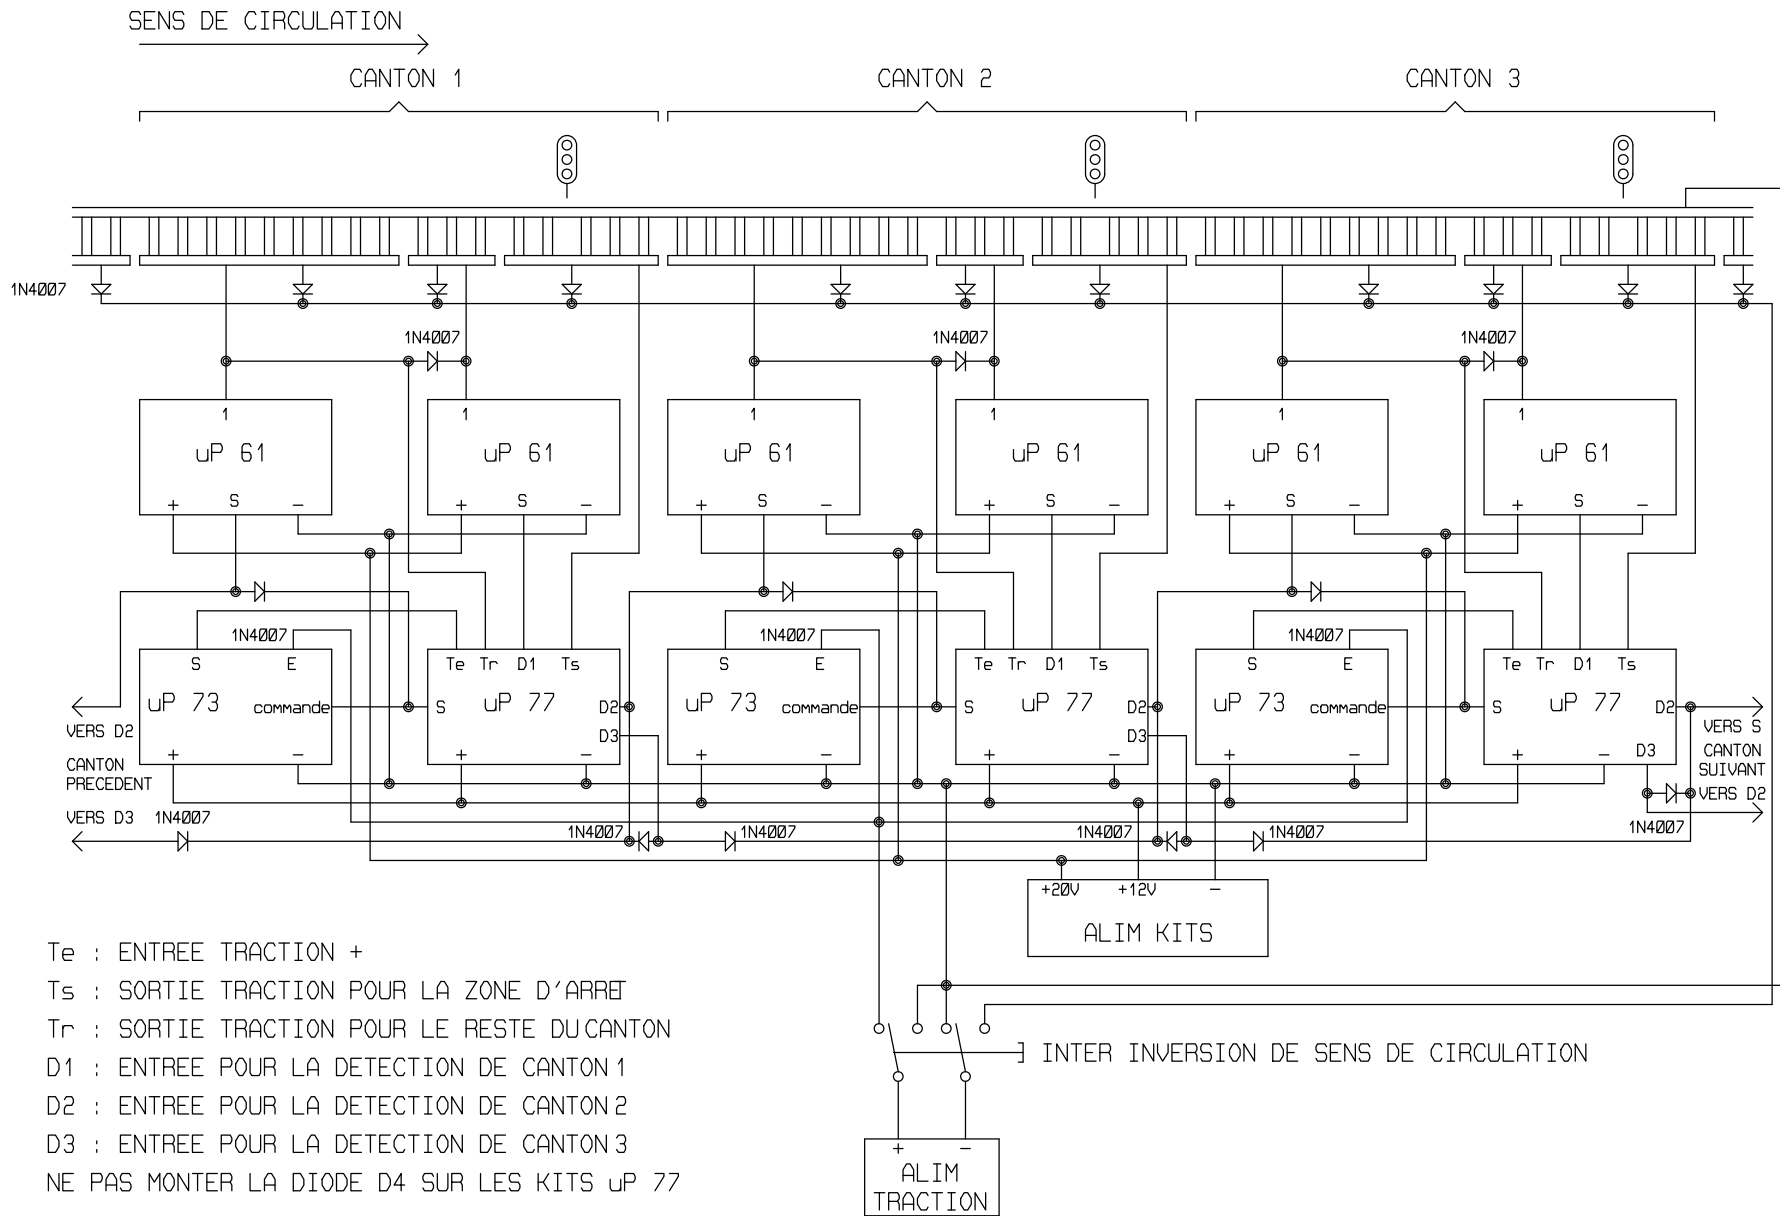 SENS DE CIRCULATION
CANTON 1
CANTON 2
CANTON 3
1N4007
1N4007
1N4007
1N4007
1
1
1
1
1
1
uP 61
uP 61
uP 61
uP 61
uP 61
uP 61
+ S −
+ S −
+ S −
+ S −
+ S −
+ S −
1N4007
1N4007
1N4007
S E
Te Tr D1 Ts
S E
Te Tr D1 Ts
S E
Te Tr D1 Ts
uP 73 commande
S uP 77 D2
uP 73 commande
S uP 77 D2
uP 73 commande
S uP 77 D2
D3
D3
D3
+ −
+ −
+ −
+ −
+ −
+ −
VERS D2
CANTON
PRECEDENT
VERS D3
VERS S
CANTON
SUIVANT
VERS D2
1N4007
1N4007
1N4007
1N4007
1N4007
1N4007
+20V +12V −
ALIM KITS
Te : ENTREE TRACTION +
Ts : SORTIE TRACTION POUR LA ZONE D'ARRET
Tr : SORTIE TRACTION POUR LE RESTE DU CANTON
D1 : ENTREE POUR LA DETECTION DE CANTON 1
D2 : ENTREE POUR LA DETECTION DE CANTON 2
D3 : ENTREE POUR LA DETECTION DE CANTON 3
NE PAS MONTER LA DIODE D4 SUR LES KITS uP 77
INTER INVERSION DE SENS DE CIRCULATION
+ −
ALIM
TRACTION